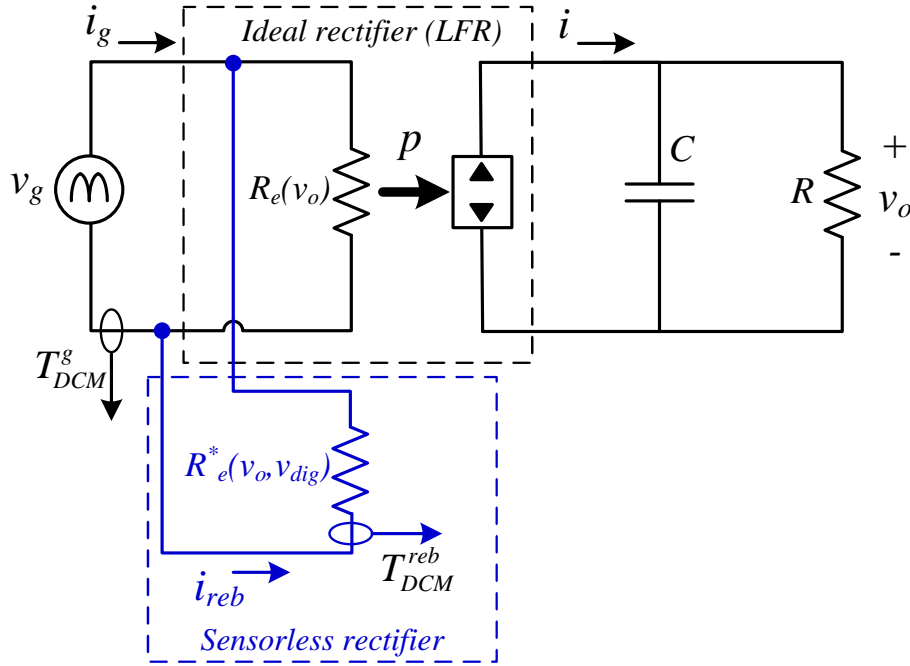 i_g
Ideal rectifier (LFR)
i
v_g
R_e(v_o)
p
C
R
+
v_o
-
T^g_DCM
R^*_e(v_o,v_dig)
T^reb_DCM
i_reb
Sensorless rectifier